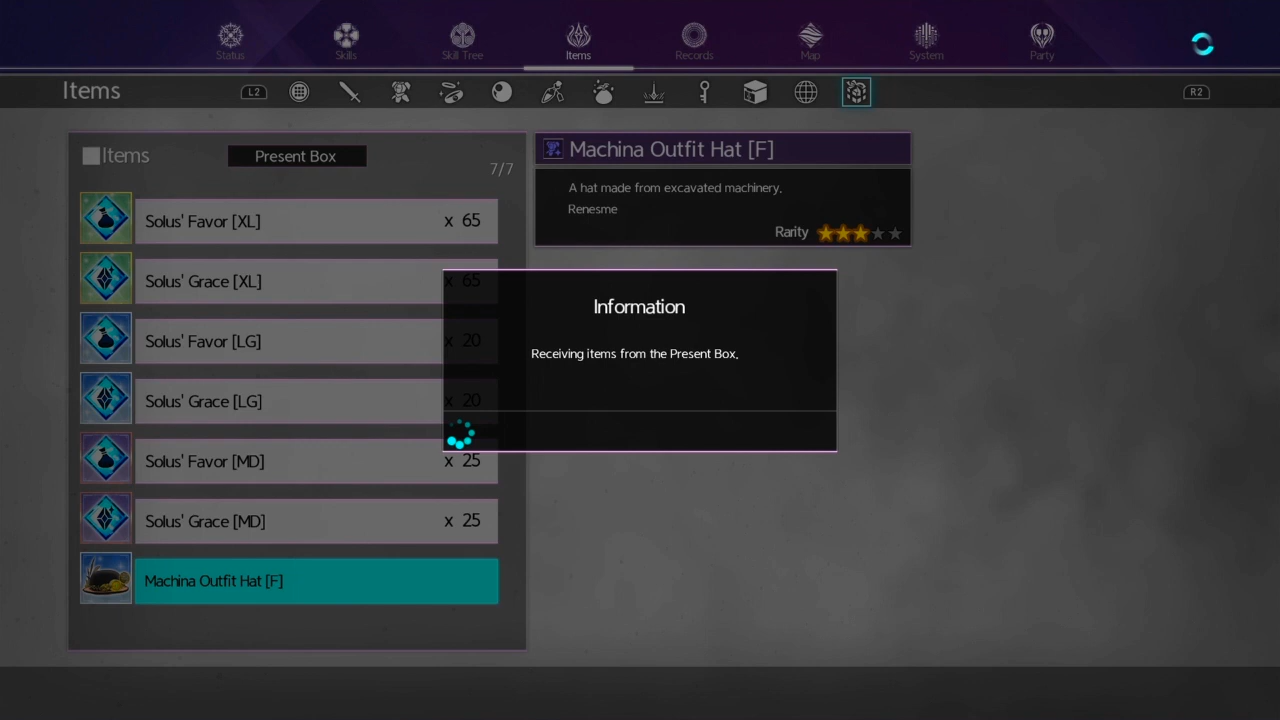 Status
Skills
Skill Tree
Items
Records
Map
System
Party
Items
L2
R2
Items
Present Box
7/7
Solus' Favor [XL] x 65
Solus' Grace [XL] x 65
Solus' Favor [LG] x 20
Solus' Grace [LG] x 20
Solus' Favor [MD] x 25
Solus' Grace [MD] x 25
Machina Outfit Hat [F]
Machina Outfit Hat [F]
A hat made from excavated machinery.
Renesme
Rarity
Information
Receiving items from the Present Box.